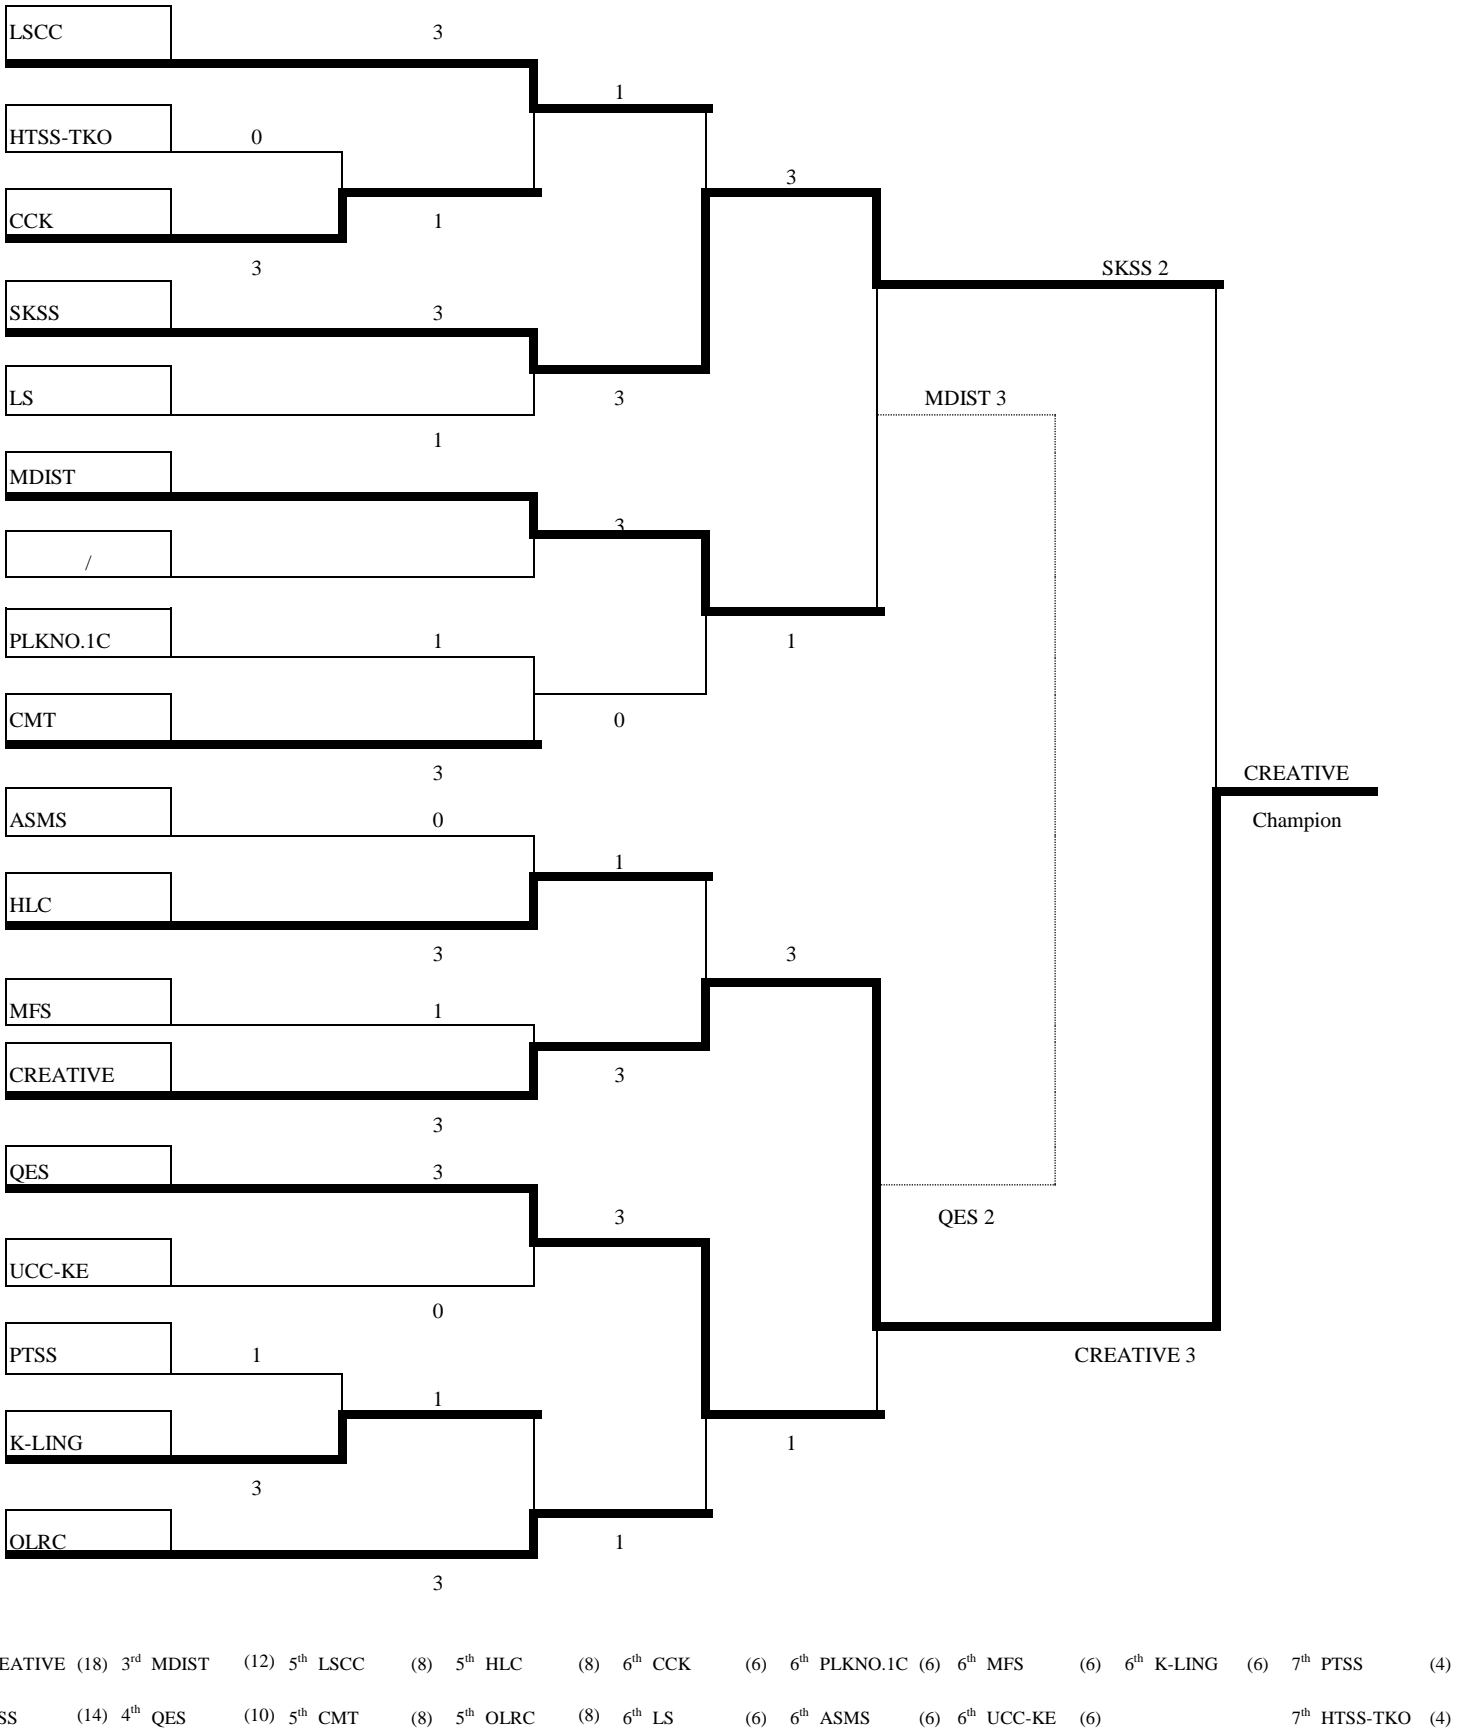 LSCC 3
1
HTSS-TKO 0
3
CCK 1
3 SKSS 2
SKSS 3
LS 3 MDIST 3
1
MDIST
3
/
PLKNO.1C 1 1
CMT 0
3 CREATIVE
ASMS 0 Champion
1
HLC
3 3
MFS 1
CREATIVE 3
3
QES 3
3 QES 2
UCC-KE
0
PTSS 1 CREATIVE 3
1
K-LING 1
3
OLRC 1
3
EATIVE (18) 3rd MDIST (12) 5th LSCC (8) 5th HLC (8) 6th CCK (6) 6th PLKNO.1C (6) 6th MFS (6) 6th K-LING (6) 7th PTSS (4)
SS (14) 4th QES (10) 5th CMT (8) 5th OLRC (8) 6th LS (6) 6th ASMS (6) 6th UCC-KE (6) 7th HTSS-TKO (4)